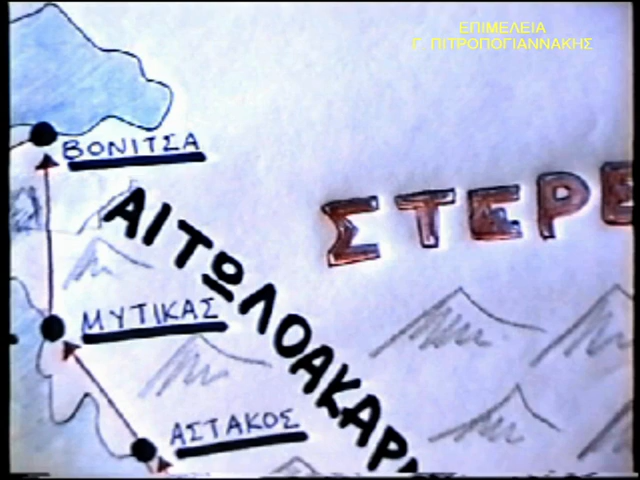 ΕΠΙΜΕΛΕΙΑ
Γ. ΠΙΤΡΟΠΟΓΙΑΝΝΑΚΗΣ
ΒΟΝΙΤΣΑ
ΣΤΕΡΕ
ΑΙΤΩΛΟΑΚΑΡ
ΜΥΤΙΚΑΣ
ΑΣΤΑΚΟΣ